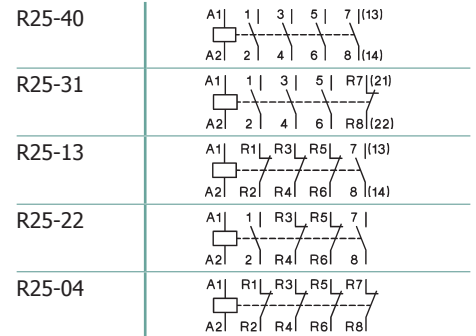 R25-40
A1 1 3 5 7 (13)
A2 2 4 6 8 (14)
R25-31
A1 1 3 5 R7 (21)
A2 2 4 6 R8 (22)
R25-13
A1 R1 R3 R5 7 (13)
A2 R2 R4 R6 8 (14)
R25-22
A1 1 R3 R5 7
A2 2 R4 R6 8
R25-04
A1 R1 R3 R5 R7
A2 R2 R4 R6 R8